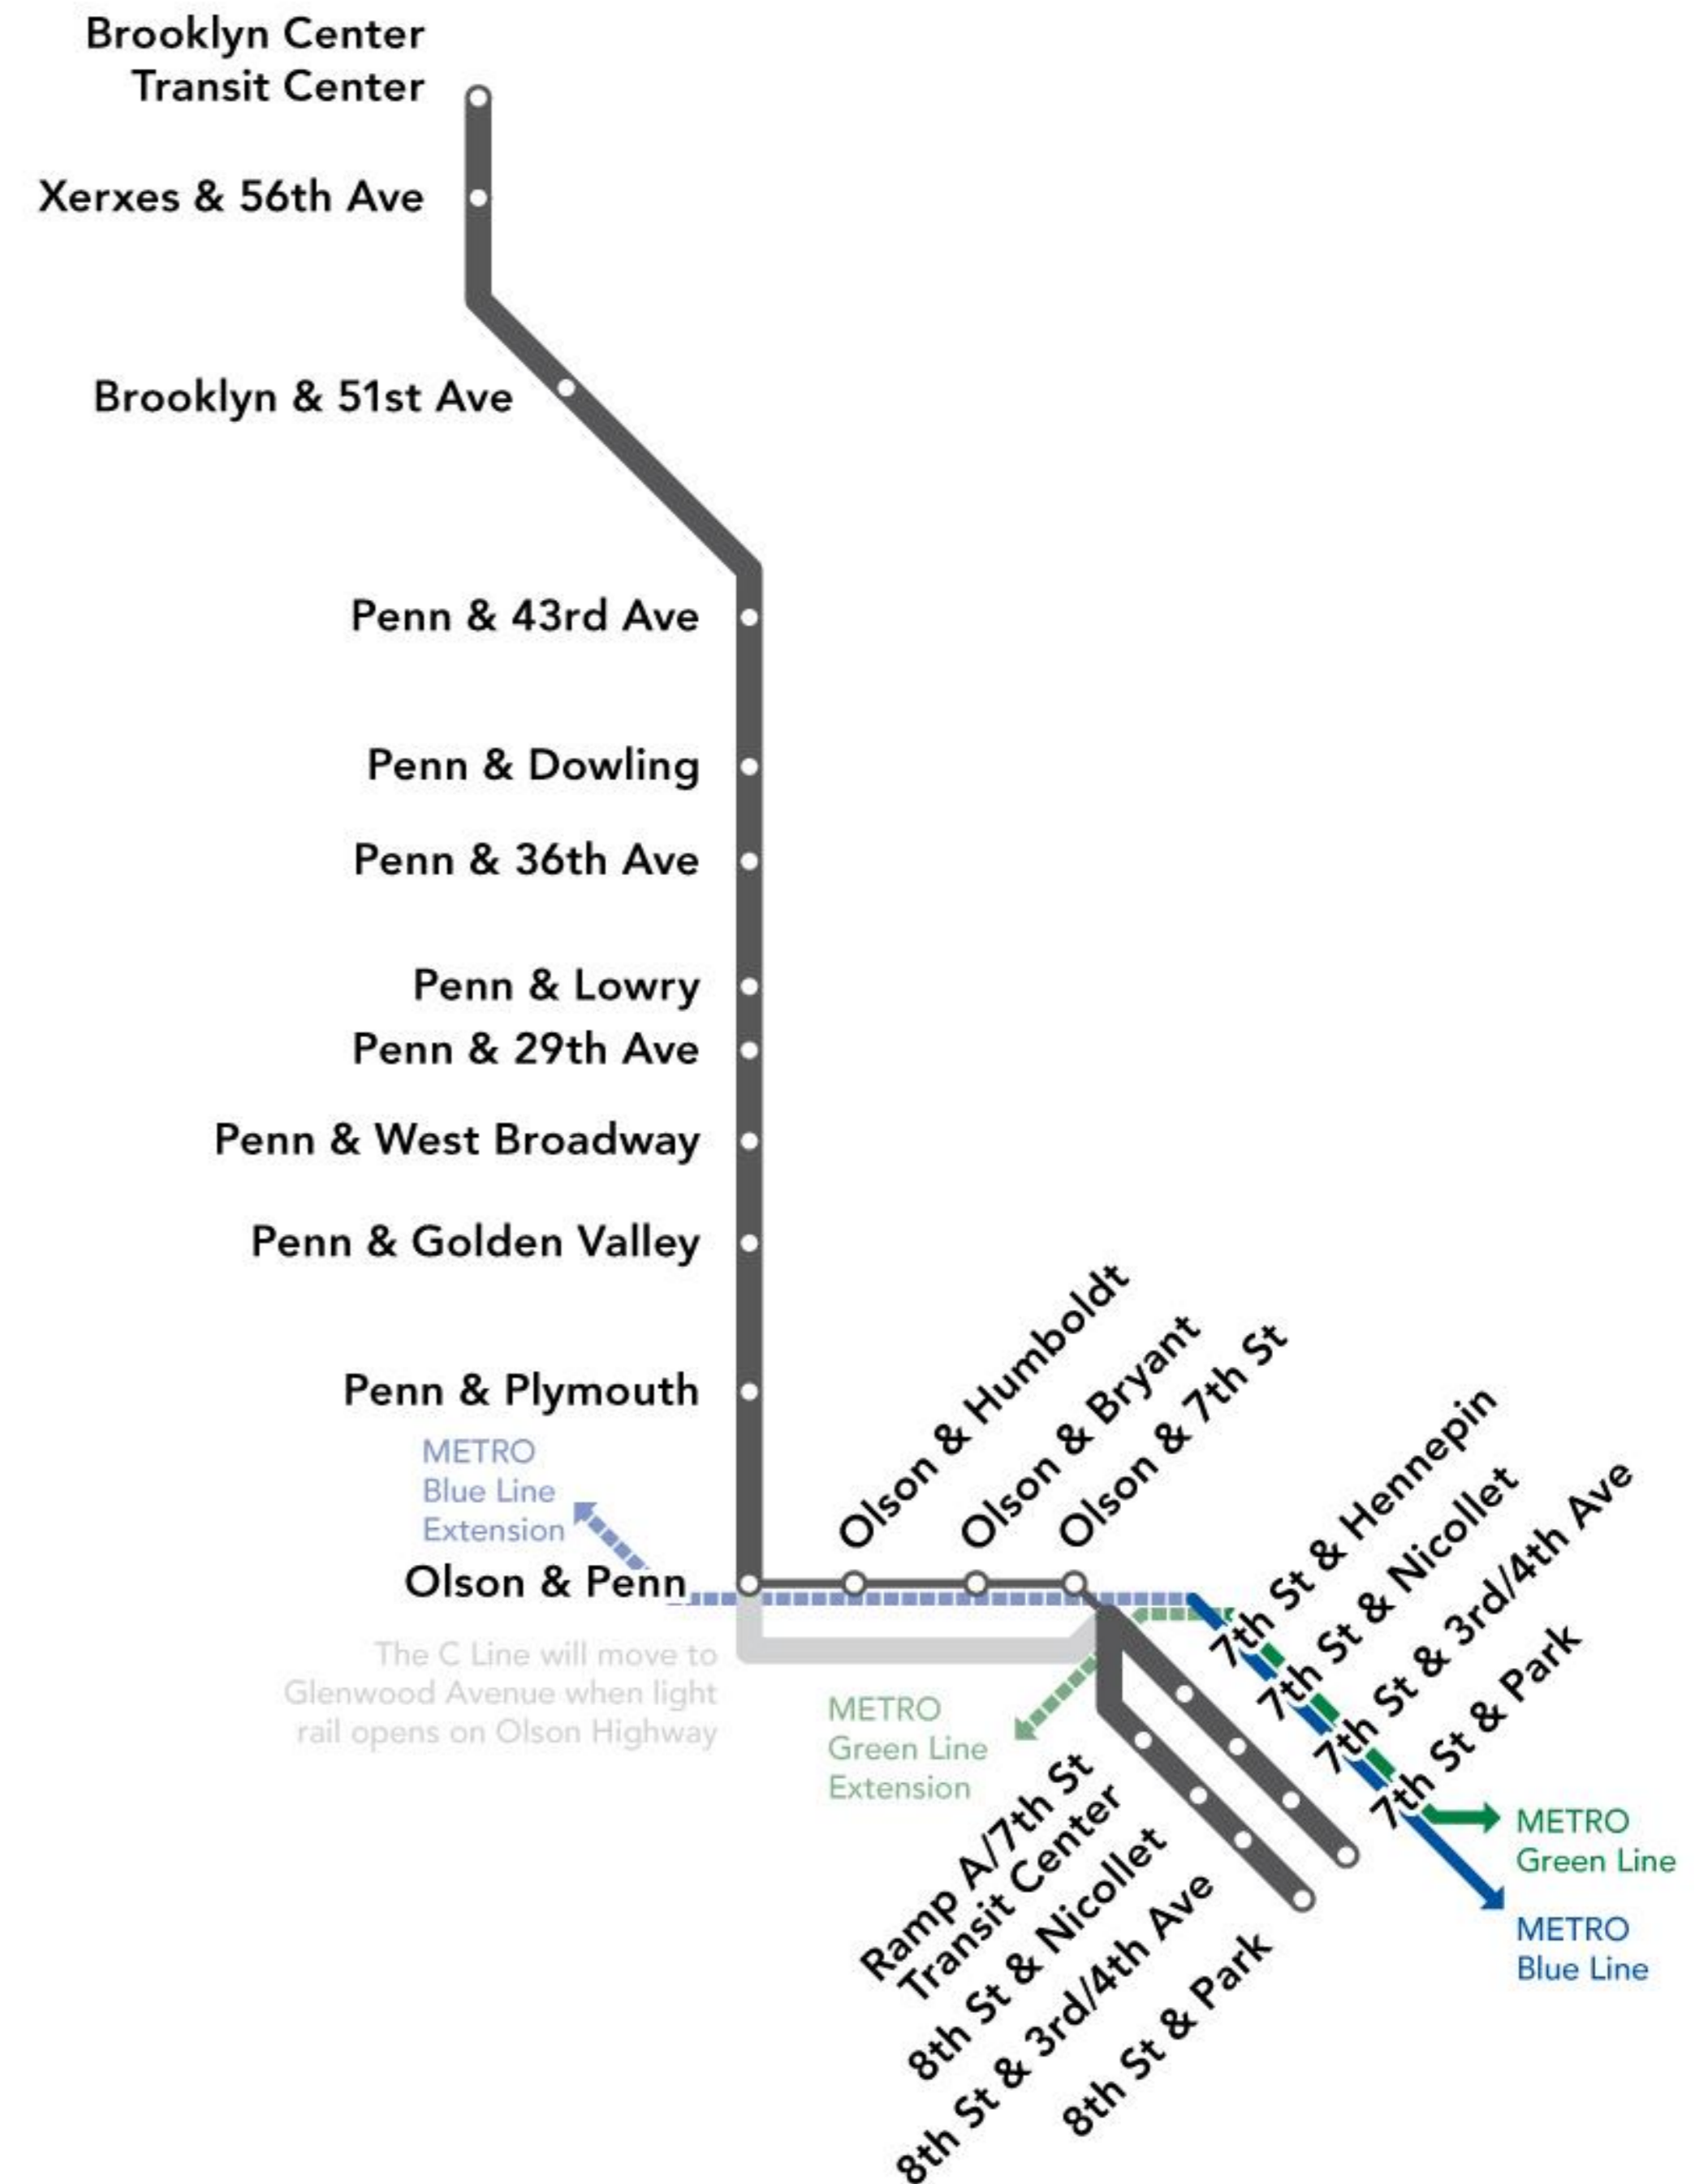 Brooklyn Center
Transit Center
Xerxes & 56th Ave
Brooklyn & 51st Ave
Penn & 43rd Ave
Penn & Dowling
Penn & 36th Ave
Penn & Lowry
Penn & 29th Ave
Penn & West Broadway
Penn & Golden Valley
Penn & Plymouth
METRO
Blue Line
Extension
Olson & Penn
Olson & Humboldt
Olson & Bryant
Olson & 7th St
7th St & Hennepin
7th St & Nicollet
7th St & 3rd/4th Ave
7th St & Park
The C Line will move to
Glenwood Avenue when light
rail opens on Olson Highway
METRO
Green Line
Extension
Ramp A/7th St
Transit Center
8th St & Nicollet
8th St & 3rd/4th Ave
8th St & Park
METRO
Green Line
METRO
Blue Line